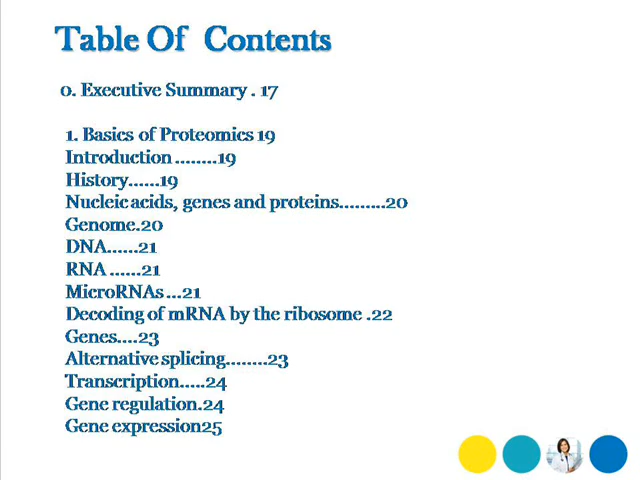 Table Of Contents
0. Executive Summary . 17
1. Basics of Proteomics 19
Introduction ........19
History......19
Nucleic acids, genes and proteins.........20
Genome.20
DNA......21
RNA ......21
MicroRNAs ...21
Decoding of mRNA by the ribosome .22
Genes....23
Alternative splicing........23
Transcription.....24
Gene regulation.24
Gene expression25